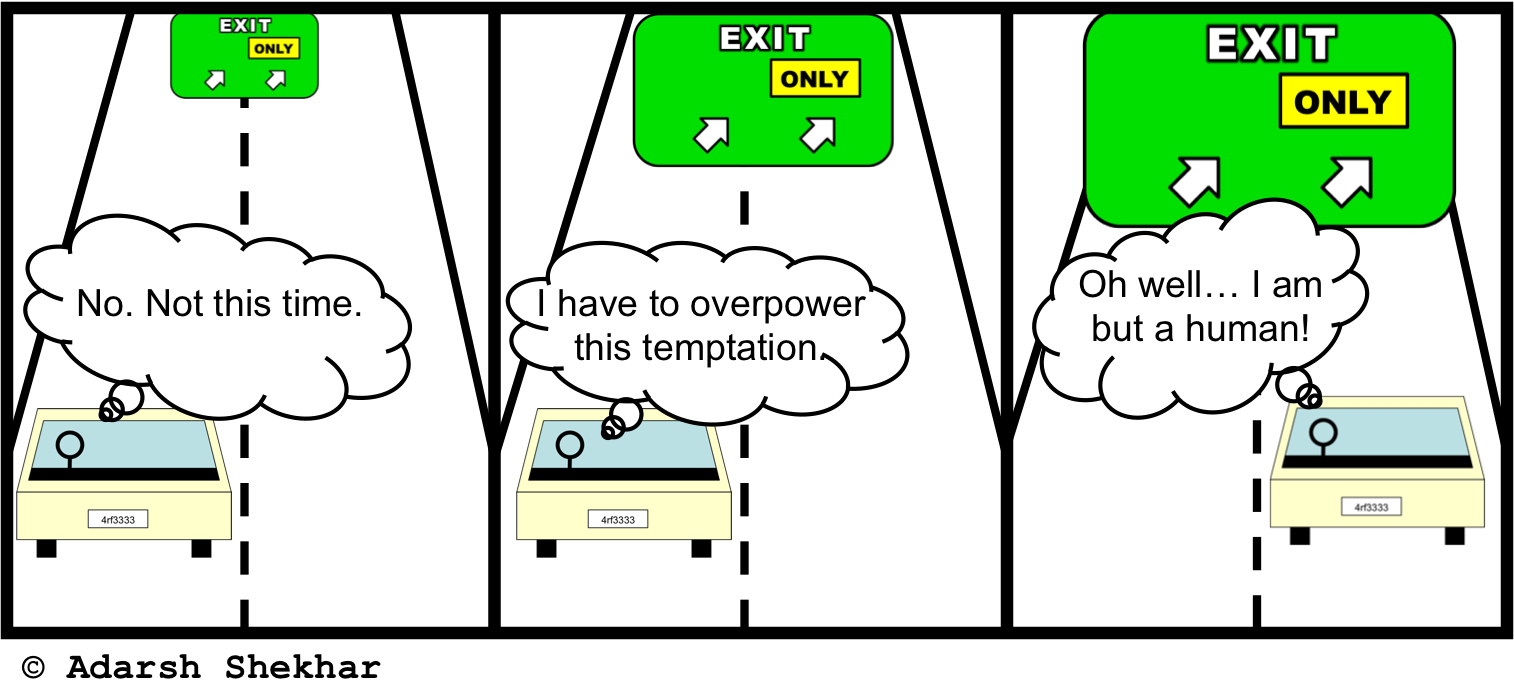 EXIT
ONLY
No. Not this time.
4rf3333
EXIT
ONLY
I have to overpower
this temptation.
4rf3333
EXIT
ONLY
Oh well... I am
but a human!
4rf3333
© Adarsh Shekhar